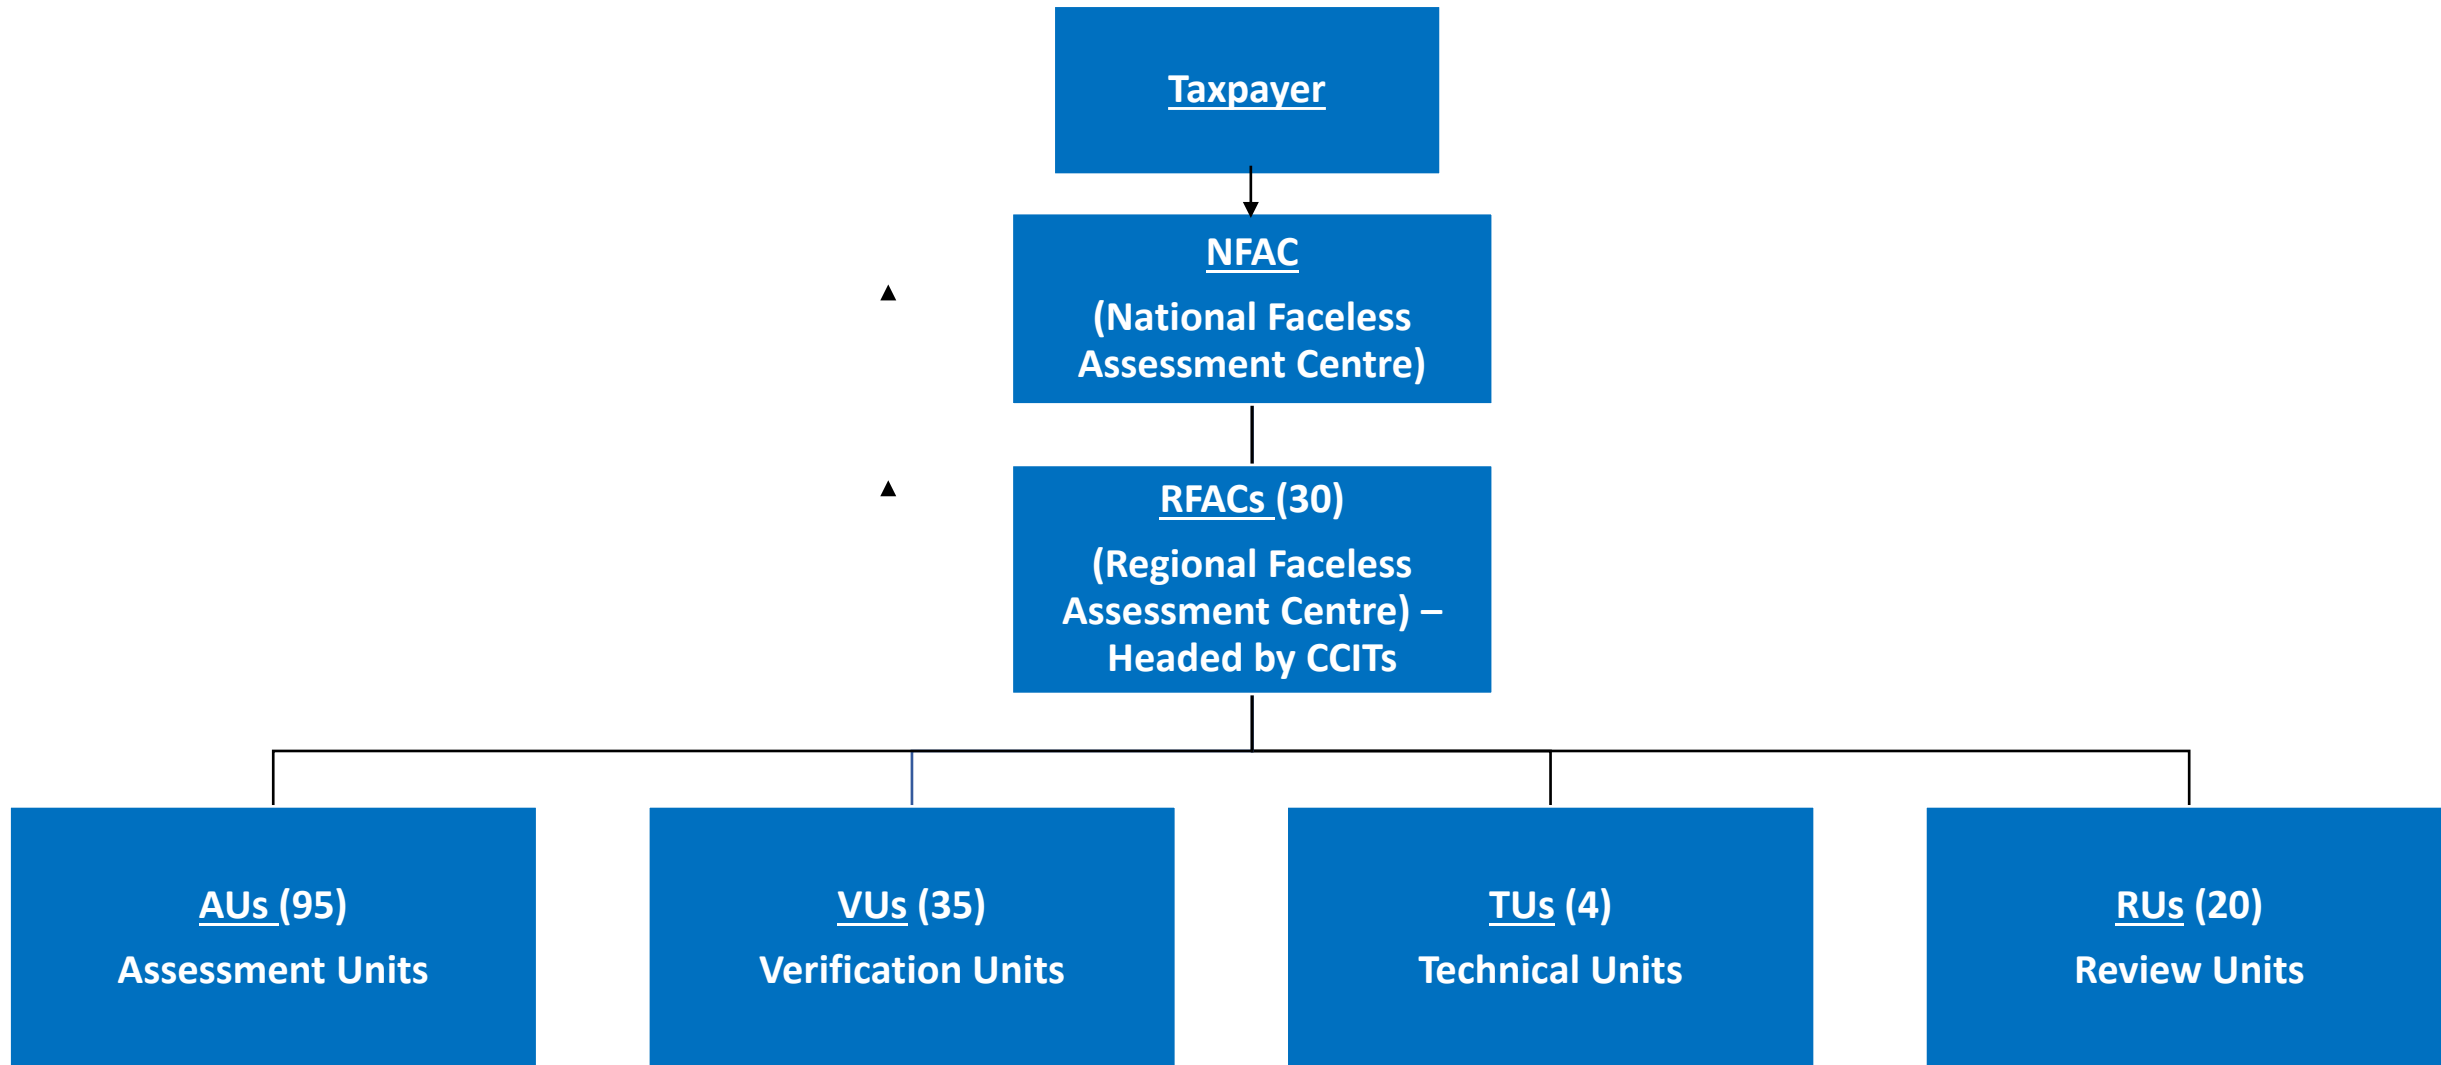 Taxpayer
NFAC
(National Faceless
Assessment Centre)
RFACs (30)
(Regional Faceless
Assessment Centre) –
Headed by CCITs
AUs (95)
Assessment Units
VUs (35)
Verification Units
TUs (4)
Technical Units
RUs (20)
Review Units